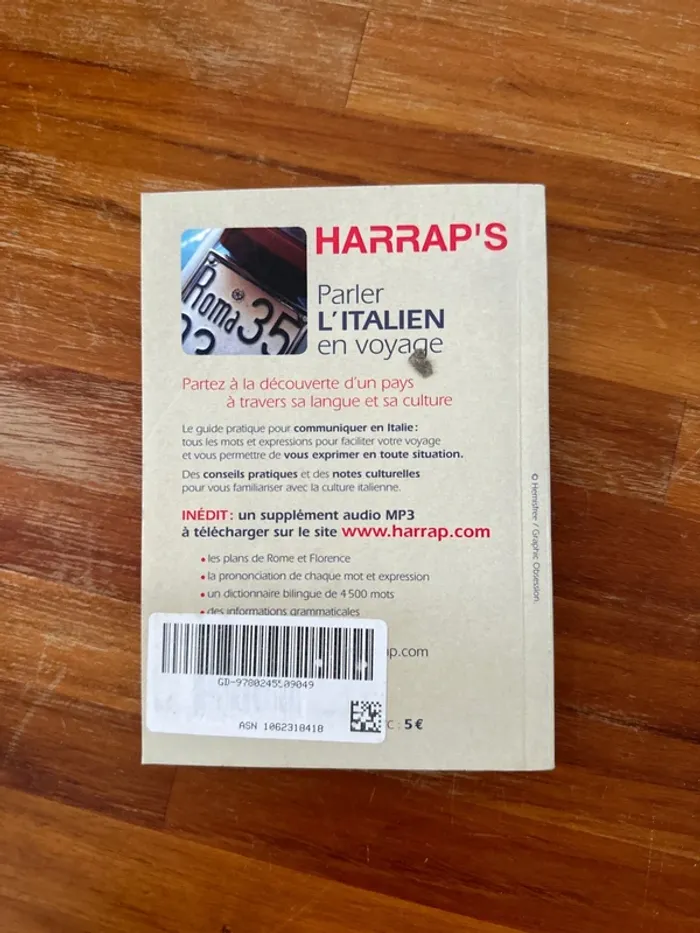 HARRAP'S
Roma 35
Parler
L'ITALIEN
en voyage
Partez à la découverte d'un pays
à travers sa langue et sa culture
Le guide pratique pour communiquer en Italie :
tous les mots et expressions pour faciliter votre voyage
et vous permettre de vous exprimer en toute situation.
Des conseils pratiques et des notes culturelles
pour vous familiariser avec la culture italienne.
INÉDIT : un supplément audio MP3
à télécharger sur le site www.harrap.com
• les plans de Rome et Florence
• la prononciation de chaque mot et expression
• un dictionnaire bilingue de 4 500 mots
• des informations grammaticales
ap.com
GD-9780245509049
ASN 1062318418
C : 5 €
© Hemisfree / Graphic Obsession